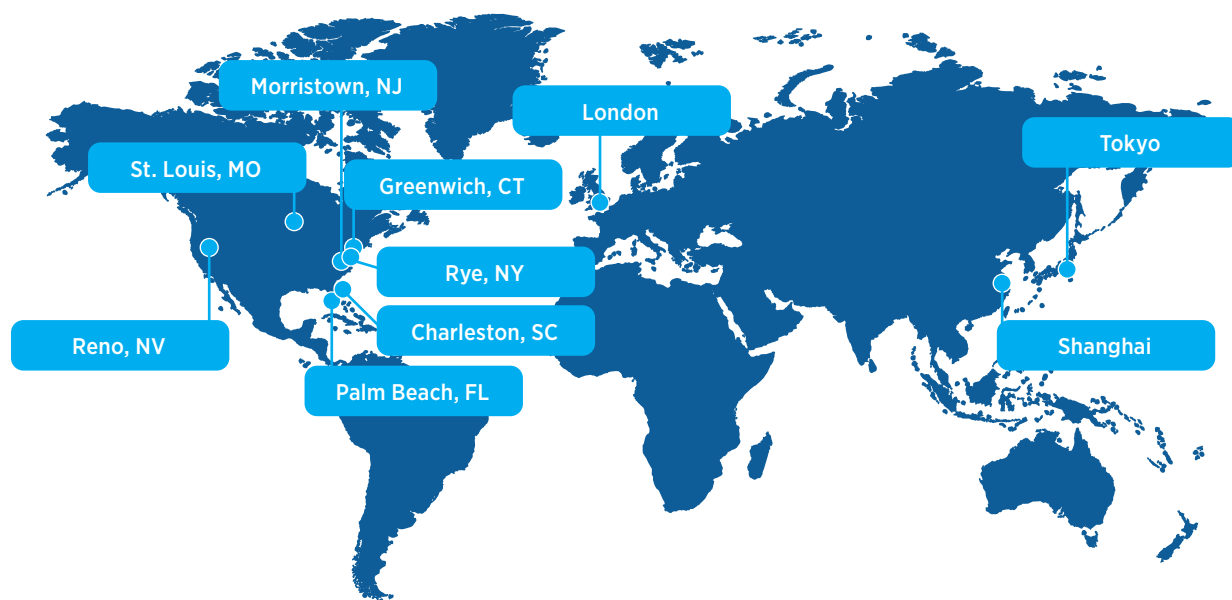 Morristown, NJ
London
Tokyo
St. Louis, MO
Greenwich, CT
Rye, NY
Charleston, SC
Reno, NV
Shanghai
Palm Beach, FL